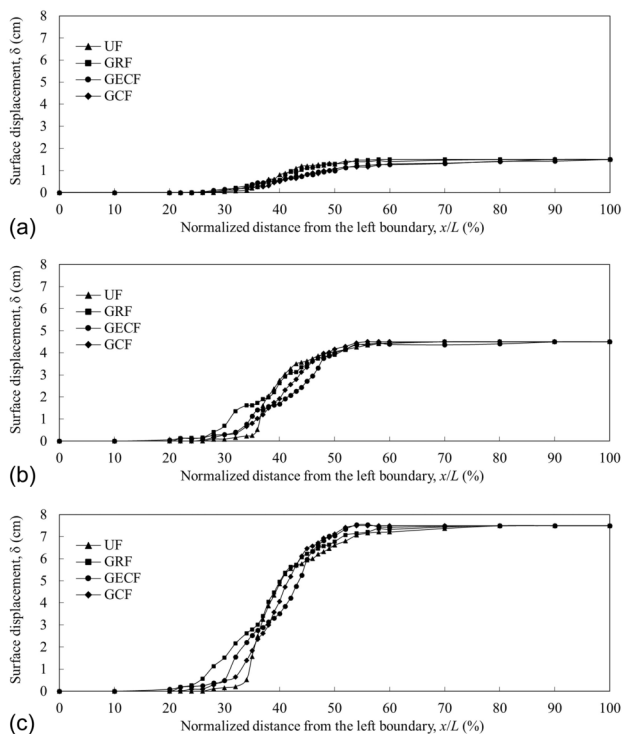 8
7
6
5
4
3
2
1
0
Surface displacement, δ (cm)
UF
GRF
GECF
GCF
0 10 20 30 40 50 60 70 80 90 100
Normalized distance from the left boundary, x/L (%)
(a)
8
7
6
5
4
3
2
1
0
Surface displacement, δ (cm)
UF
GRF
GECF
GCF
0 10 20 30 40 50 60 70 80 90 100
Normalized distance from the left boundary, x/L (%)
(b)
8
7
6
5
4
3
2
1
0
Surface displacement, δ (cm)
UF
GRF
GECF
GCF
0 10 20 30 40 50 60 70 80 90 100
Normalized distance from the left boundary, x/L (%)
(c)